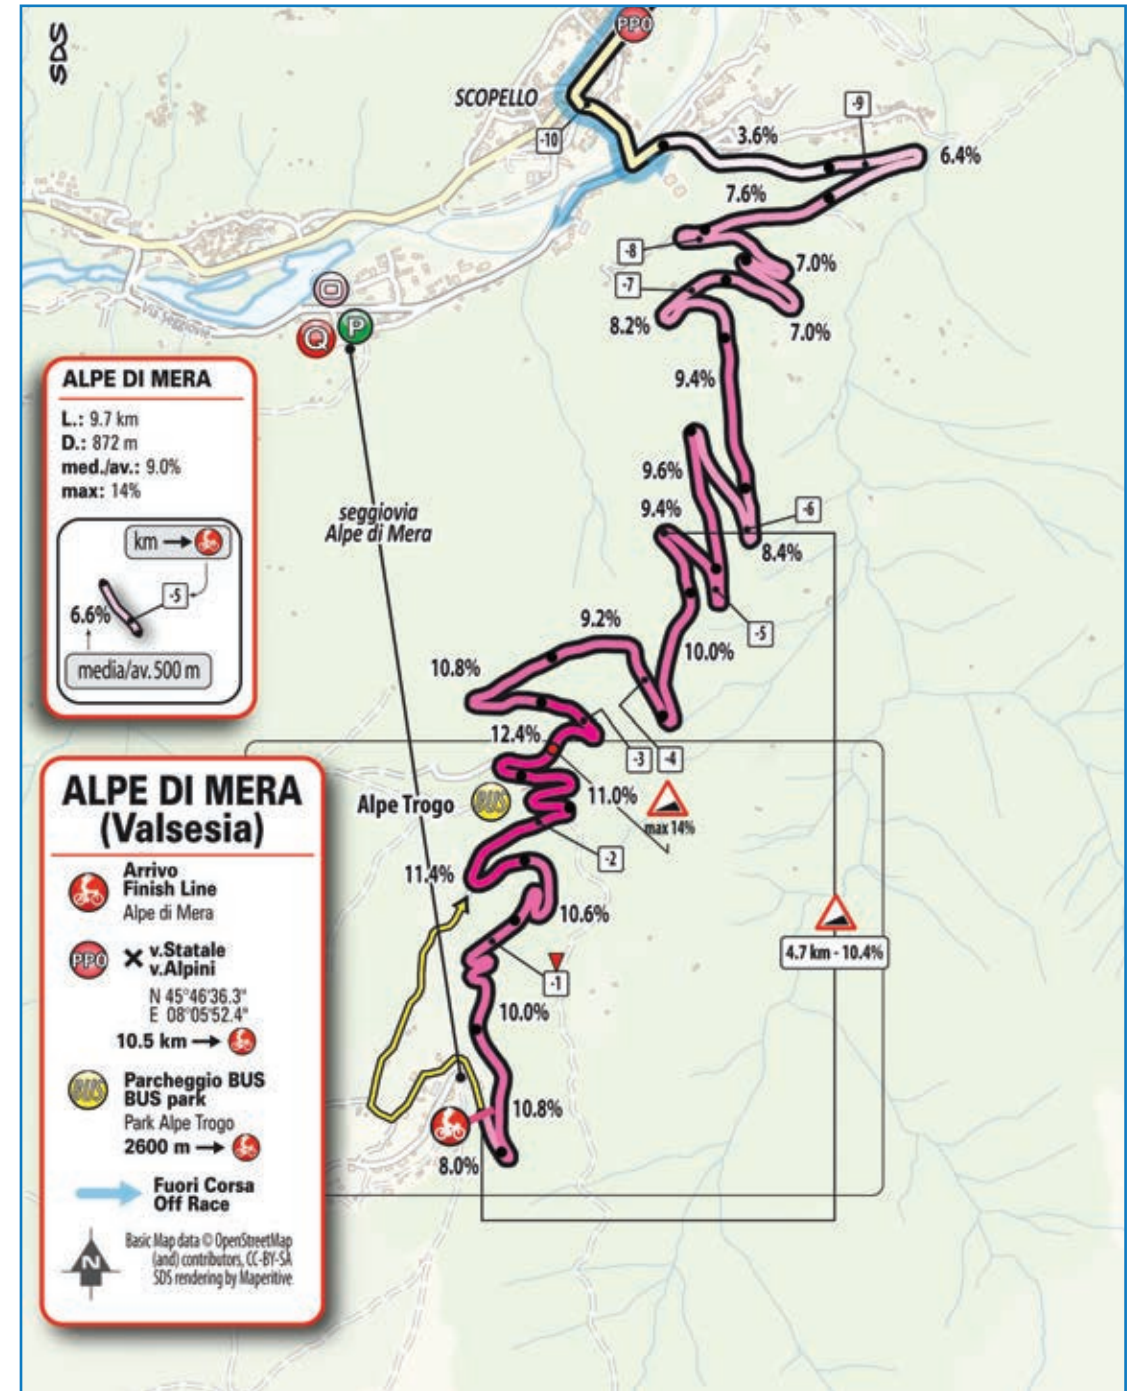 SDS
PPO
SCOPELLO
-10
3.6%
-9
6.4%
7.6%
-8
7.0%
-7
8.2%
7.0%
Via seggiovie
Q
P
9.4%
ALPE DI MERA
L.: 9.7 km
D.: 872 m
med./av.: 9.0%
max: 14%
km
-5
6.6%
media/av. 500 m
seggiovia
Alpe di Mera
9.6%
9.4%
-6
8.4%
-5
9.2%
10.0%
10.8%
12.4%
-3
-4
Alpe Trogo
BUS
11.0%
max 14%
-2
11.4%
10.6%
4.7 km - 10.4%
-1
10.0%
10.8%
8.0%
ALPE DI MERA
(Valsesia)
Arrivo
Finish Line
Alpe di Mera
PPO
v.Statale
v.Alpini
N 45°46'36.3"
E 08°05'52.4"
10.5 km
BUS
Parcheggio BUS
BUS park
Park Alpe Trogo
2600 m
Fuori Corsa
Off Race
N
Basic Map data © OpenStreetMap
(and) contributors, CC-BY-SA
SDS rendering by Maperitive